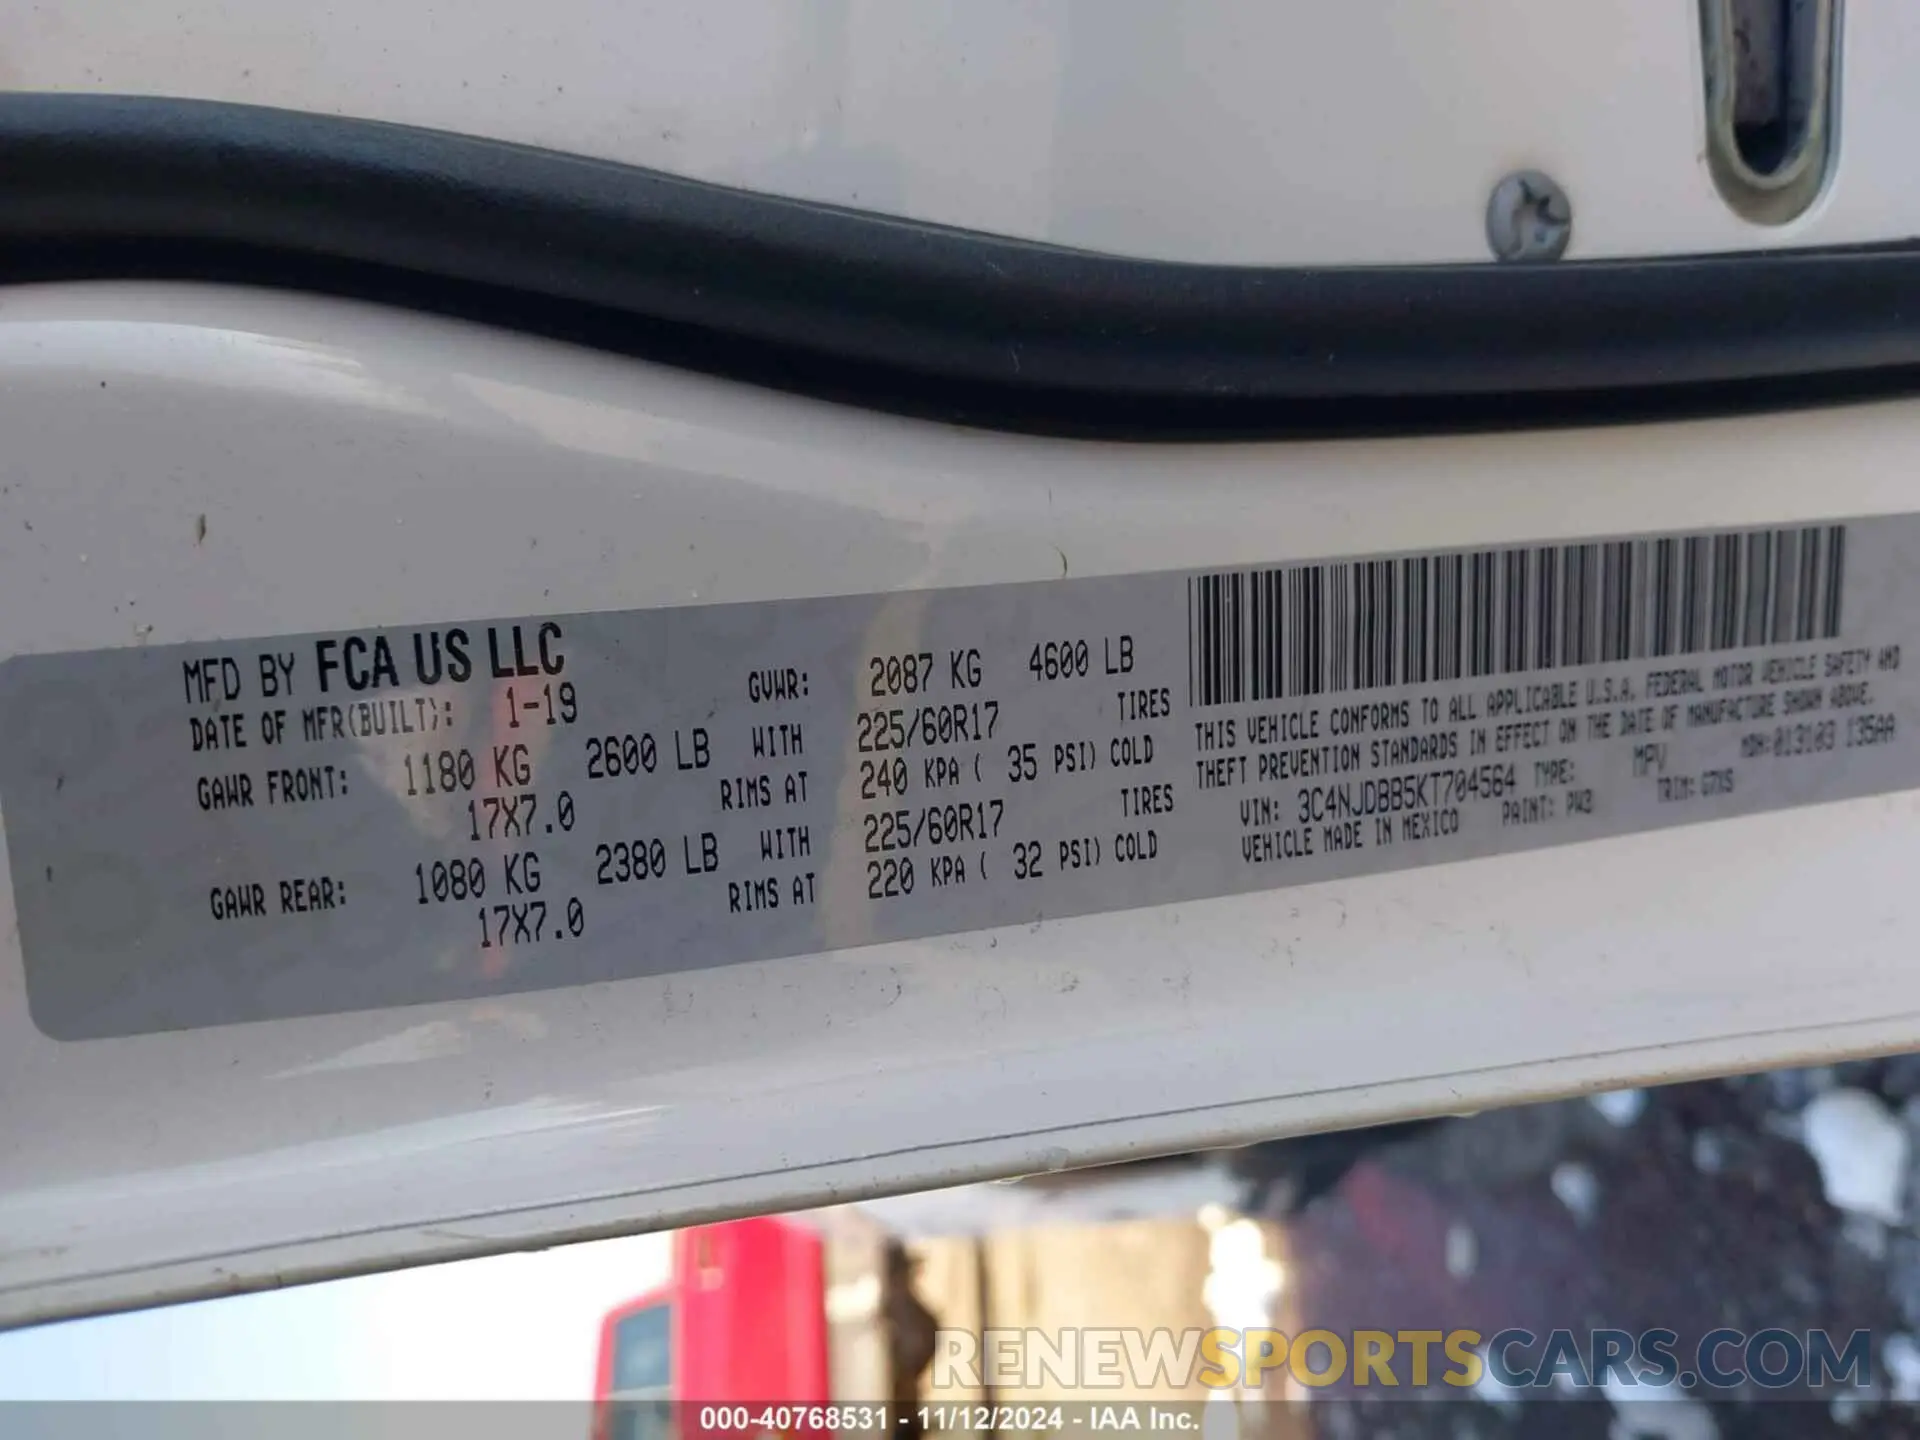 MFD BY FCA US LLC
DATE OF MFR(BUILT): 1-19
GVWR: 2087 KG 4600 LB
GAWR FRONT: 1180 KG 2600 LB WITH 225/60R17 TIRES
17X7.0 RIMS AT 240 KPA ( 35 PSI) COLD
GAWR REAR: 1080 KG 2380 LB WITH 225/60R17 TIRES
17X7.0 RIMS AT 220 KPA ( 32 PSI) COLD
THIS VEHICLE CONFORMS TO ALL APPLICABLE U.S.A. FEDERAL MOTOR VEHICLE SAFETY AND
THEFT PREVENTION STANDARDS IN EFFECT ON THE DATE OF MANUFACTURE SHOWN ABOVE.
VIN: 3C4NJDBB5KT704564 TYPE: MPV MDH: 013103 135AA
VEHICLE MADE IN MEXICO PAINT: PW3 TRIM: G7XS
RENEWSPORTSCARS.COM
000-40768531 - 11/12/2024 - IAA Inc.